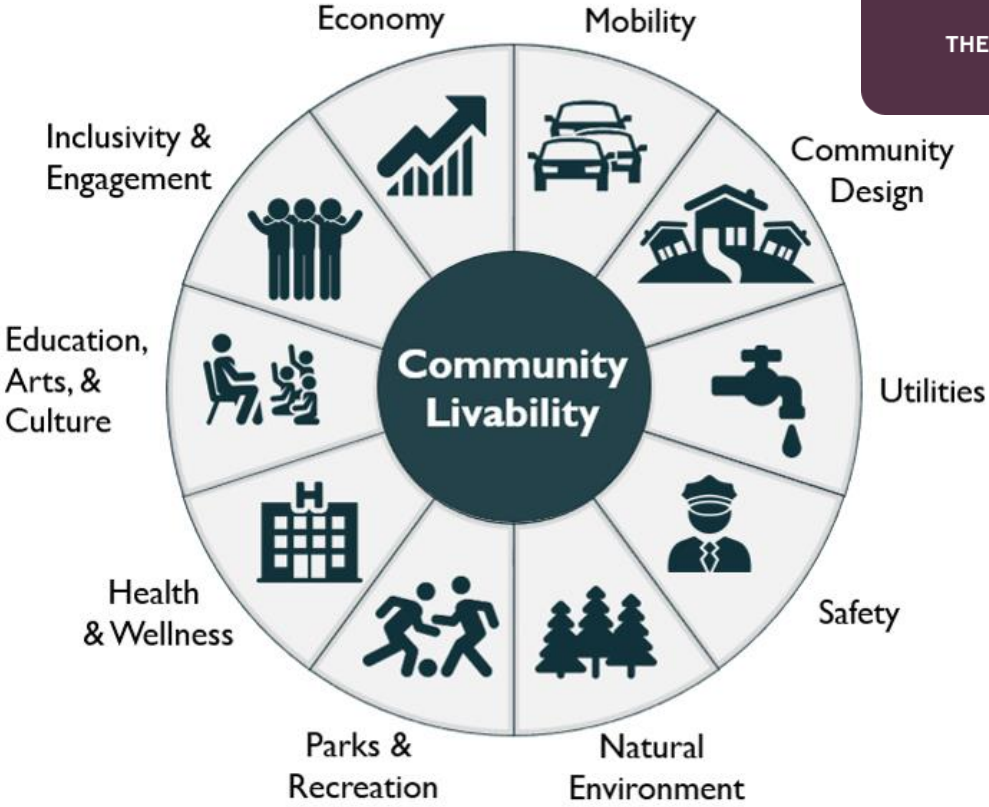 Economy
Mobility
THE
Inclusivity &
Engagement
Community
Design
Education,
Arts, &
Culture
Community
Livability
Utilities
Health
& Wellness
Safety
Parks &
Recreation
Natural
Environment
H